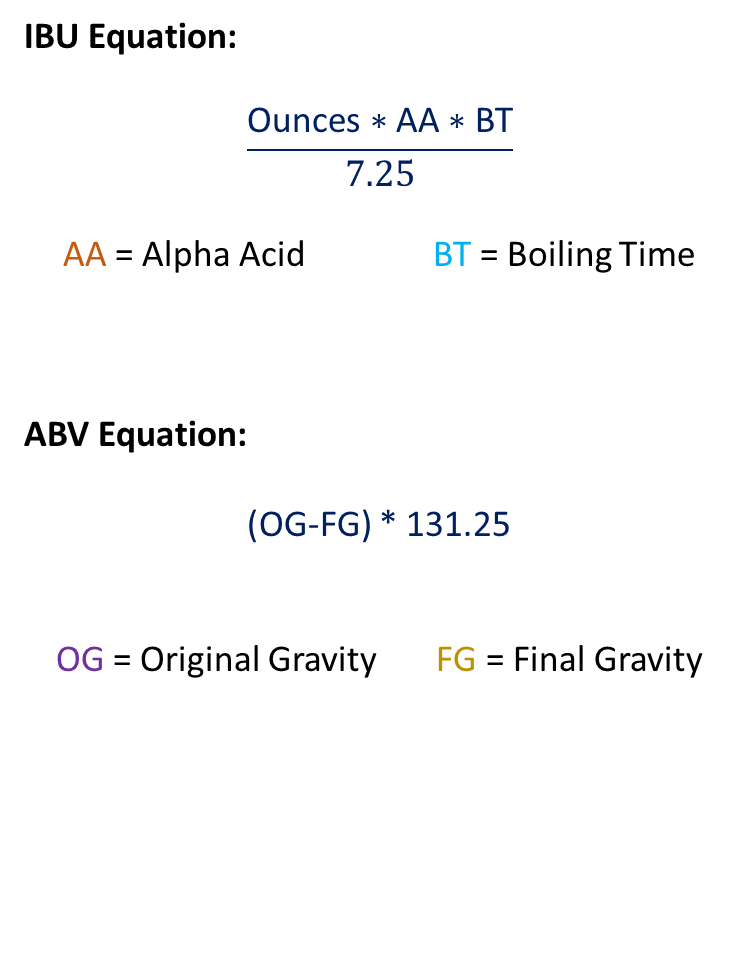 IBU Equation:
Ounces ∗ AA ∗ BT
7.25
AA = Alpha Acid BT = Boiling Time
ABV Equation:
(OG-FG) * 131.25
OG = Original Gravity FG = Final Gravity